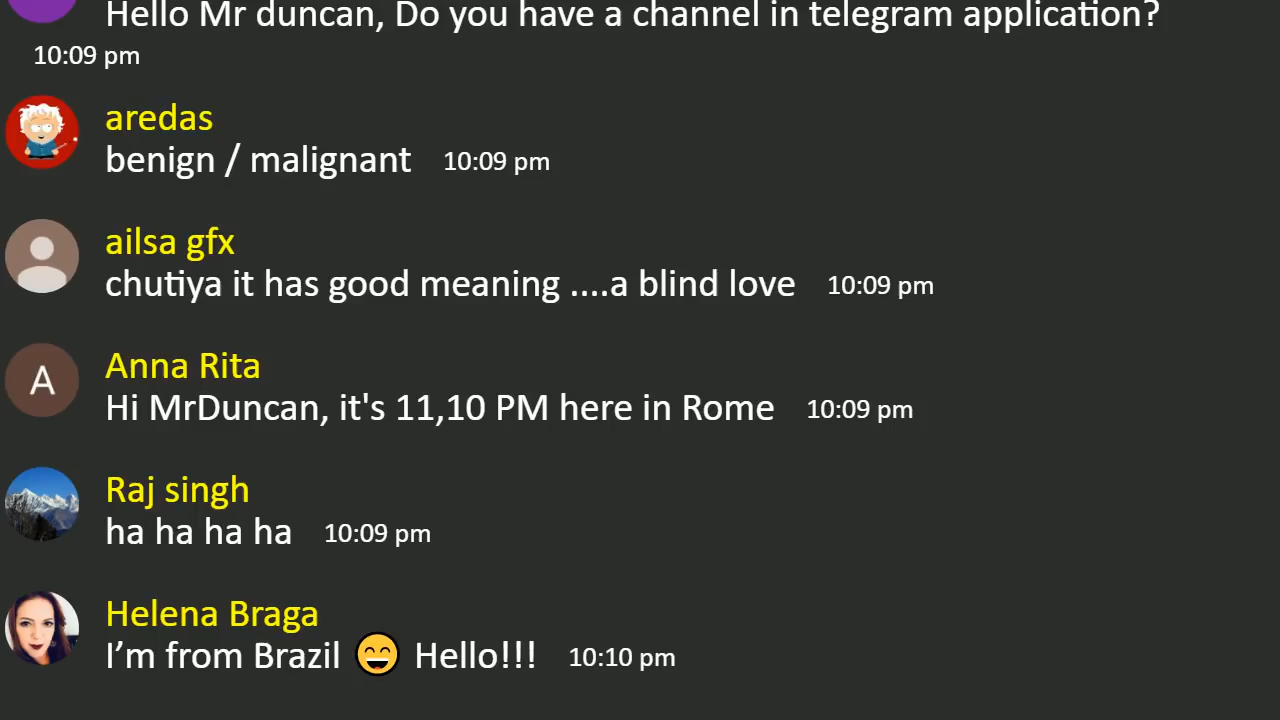 Hello Mr duncan, Do you have a channel in telegram application?
10:09 pm
aredas
benign / malignant 10:09 pm
ailsa gfx
chutiya it has good meaning ....a blind love 10:09 pm
A
Anna Rita
Hi MrDuncan, it's 11,10 PM here in Rome 10:09 pm
Raj singh
ha ha ha ha 10:09 pm
Helena Braga
I’m from Brazil 😄 Hello!!! 10:10 pm